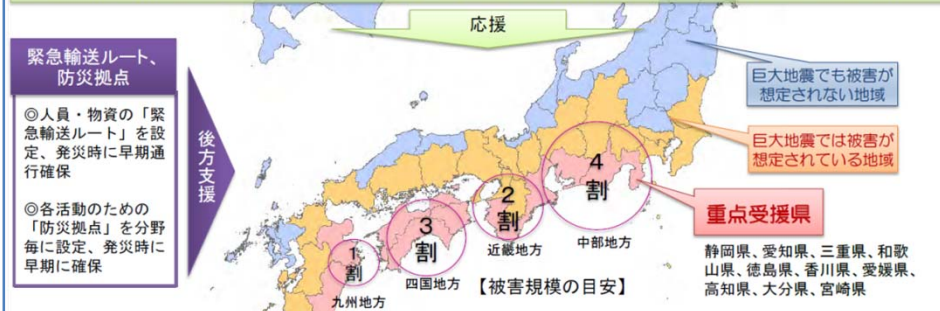 応援
緊急輸送ルート、
防災拠点
◎人員・物資の「緊
急輸送ルート」を設
定、発災時に早期通
行確保
◎各活動のための
「防災拠点」を分野
毎に設定、発災時に
早期に確保
後方支援
巨大地震でも被害が
想定されない地域
巨大地震では被害が
想定されている地域
重点受援県
静岡県、愛知県、三重県、和歌
山県、徳島県、香川県、愛媛県、
高知県、大分県、宮崎県
4
割
中部地方
2
割
近畿地方
3
割
四国地方
1
割
九州地方
【被害規模の目安】